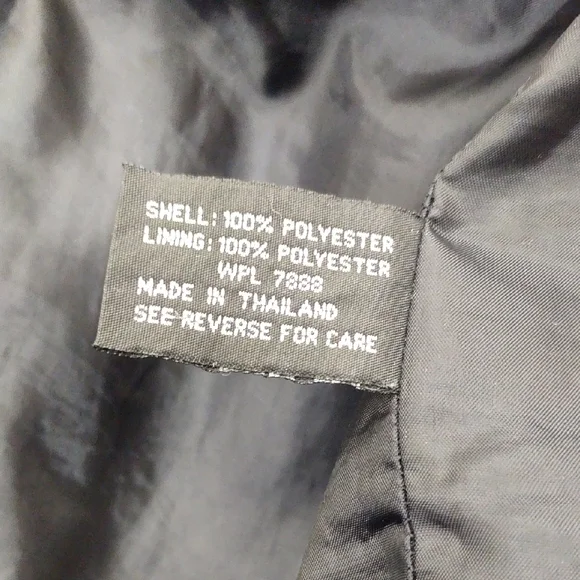 SHELL: 100% POLYESTER
LINING: 100% POLYESTER
WPL 7888
MADE IN THAILAND
SEE REVERSE FOR CARE